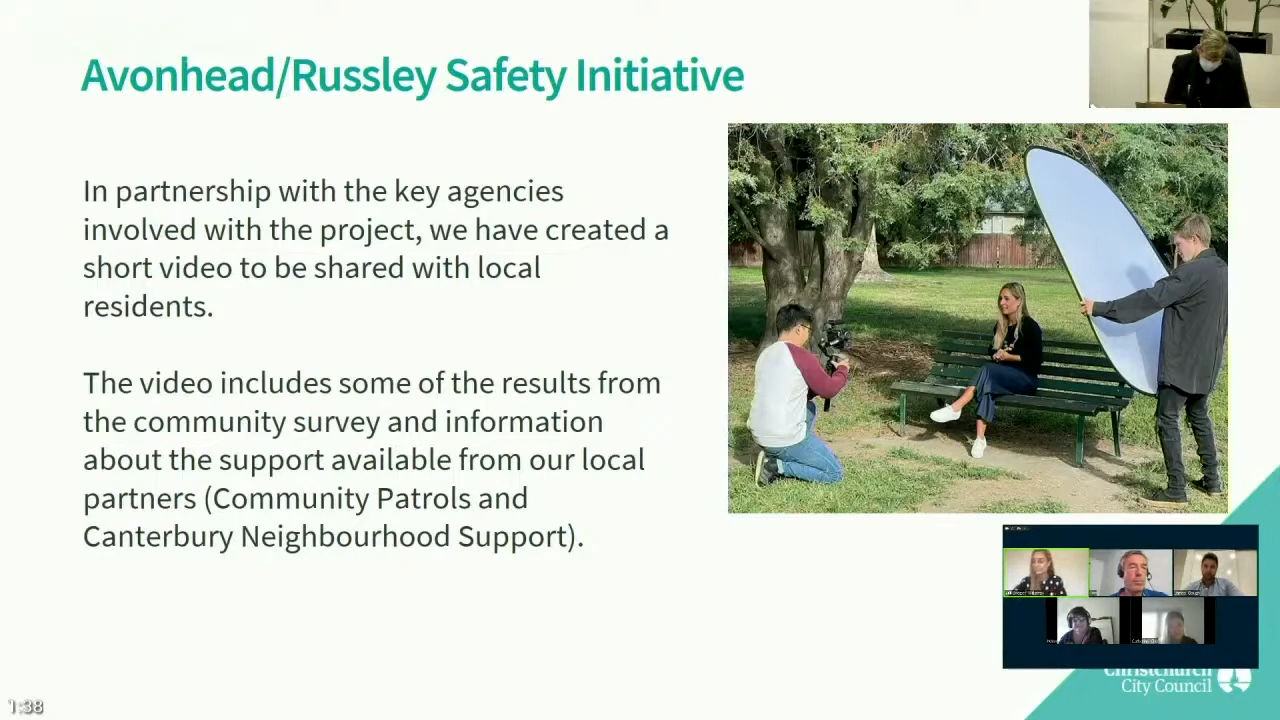 Avonhead/Russley Safety Initiative
In partnership with the key agencies
involved with the project, we have created a
short video to be shared with local
residents.
The video includes some of the results from
the community survey and information
about the support available from our local
partners (Community Patrols and
Canterbury Neighbourhood Support).
Christchurch
City Council
1:38